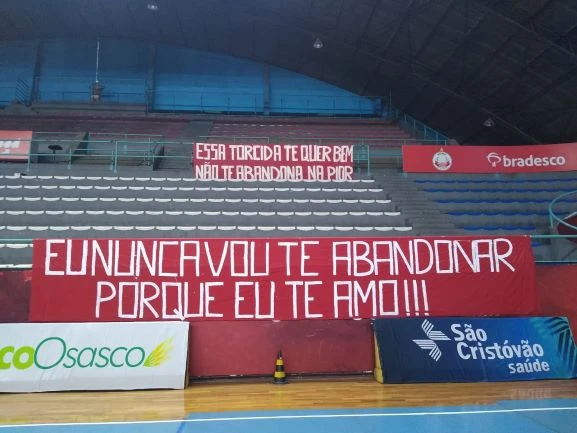 ESSA TORCIDA TE QUER BEM
NÃO TE ABANDONA NA PIOR
bradesco
EU NUNCA VOU TE ABANDONAR
PORQUE EU TE AMO!!!
coOsasco
São
Cristóvão
saúde